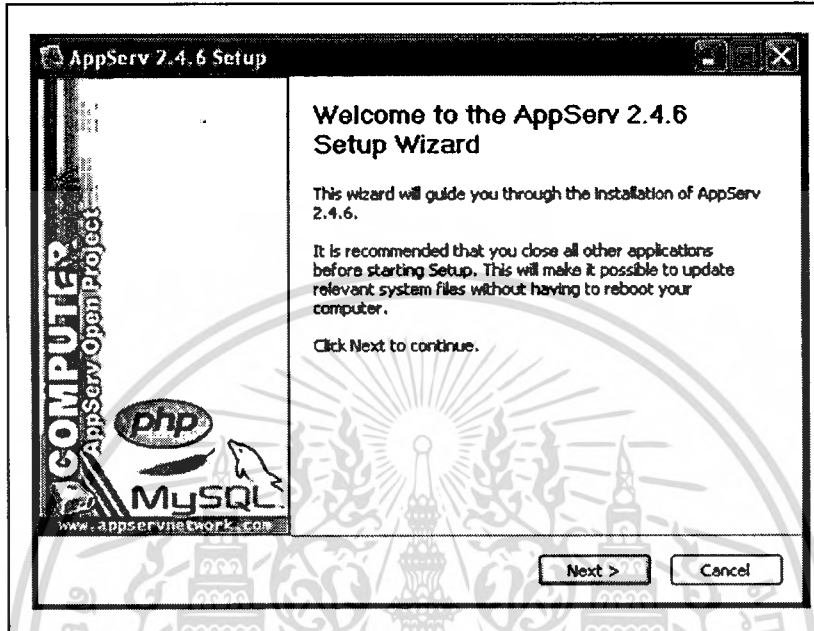 AppServ 2.4.6 Setup
Welcome to the AppServ 2.4.6
Setup Wizard
This wizard will guide you through the installation of AppServ
2.4.6.
It is recommended that you close all other applications
before starting Setup. This will make it possible to update
relevant system files without having to reboot your
computer.
Click Next to continue.
COMPUTER
AppServ Open Project
php
MySQL
www.appservnetwork.com
Next >
Cancel